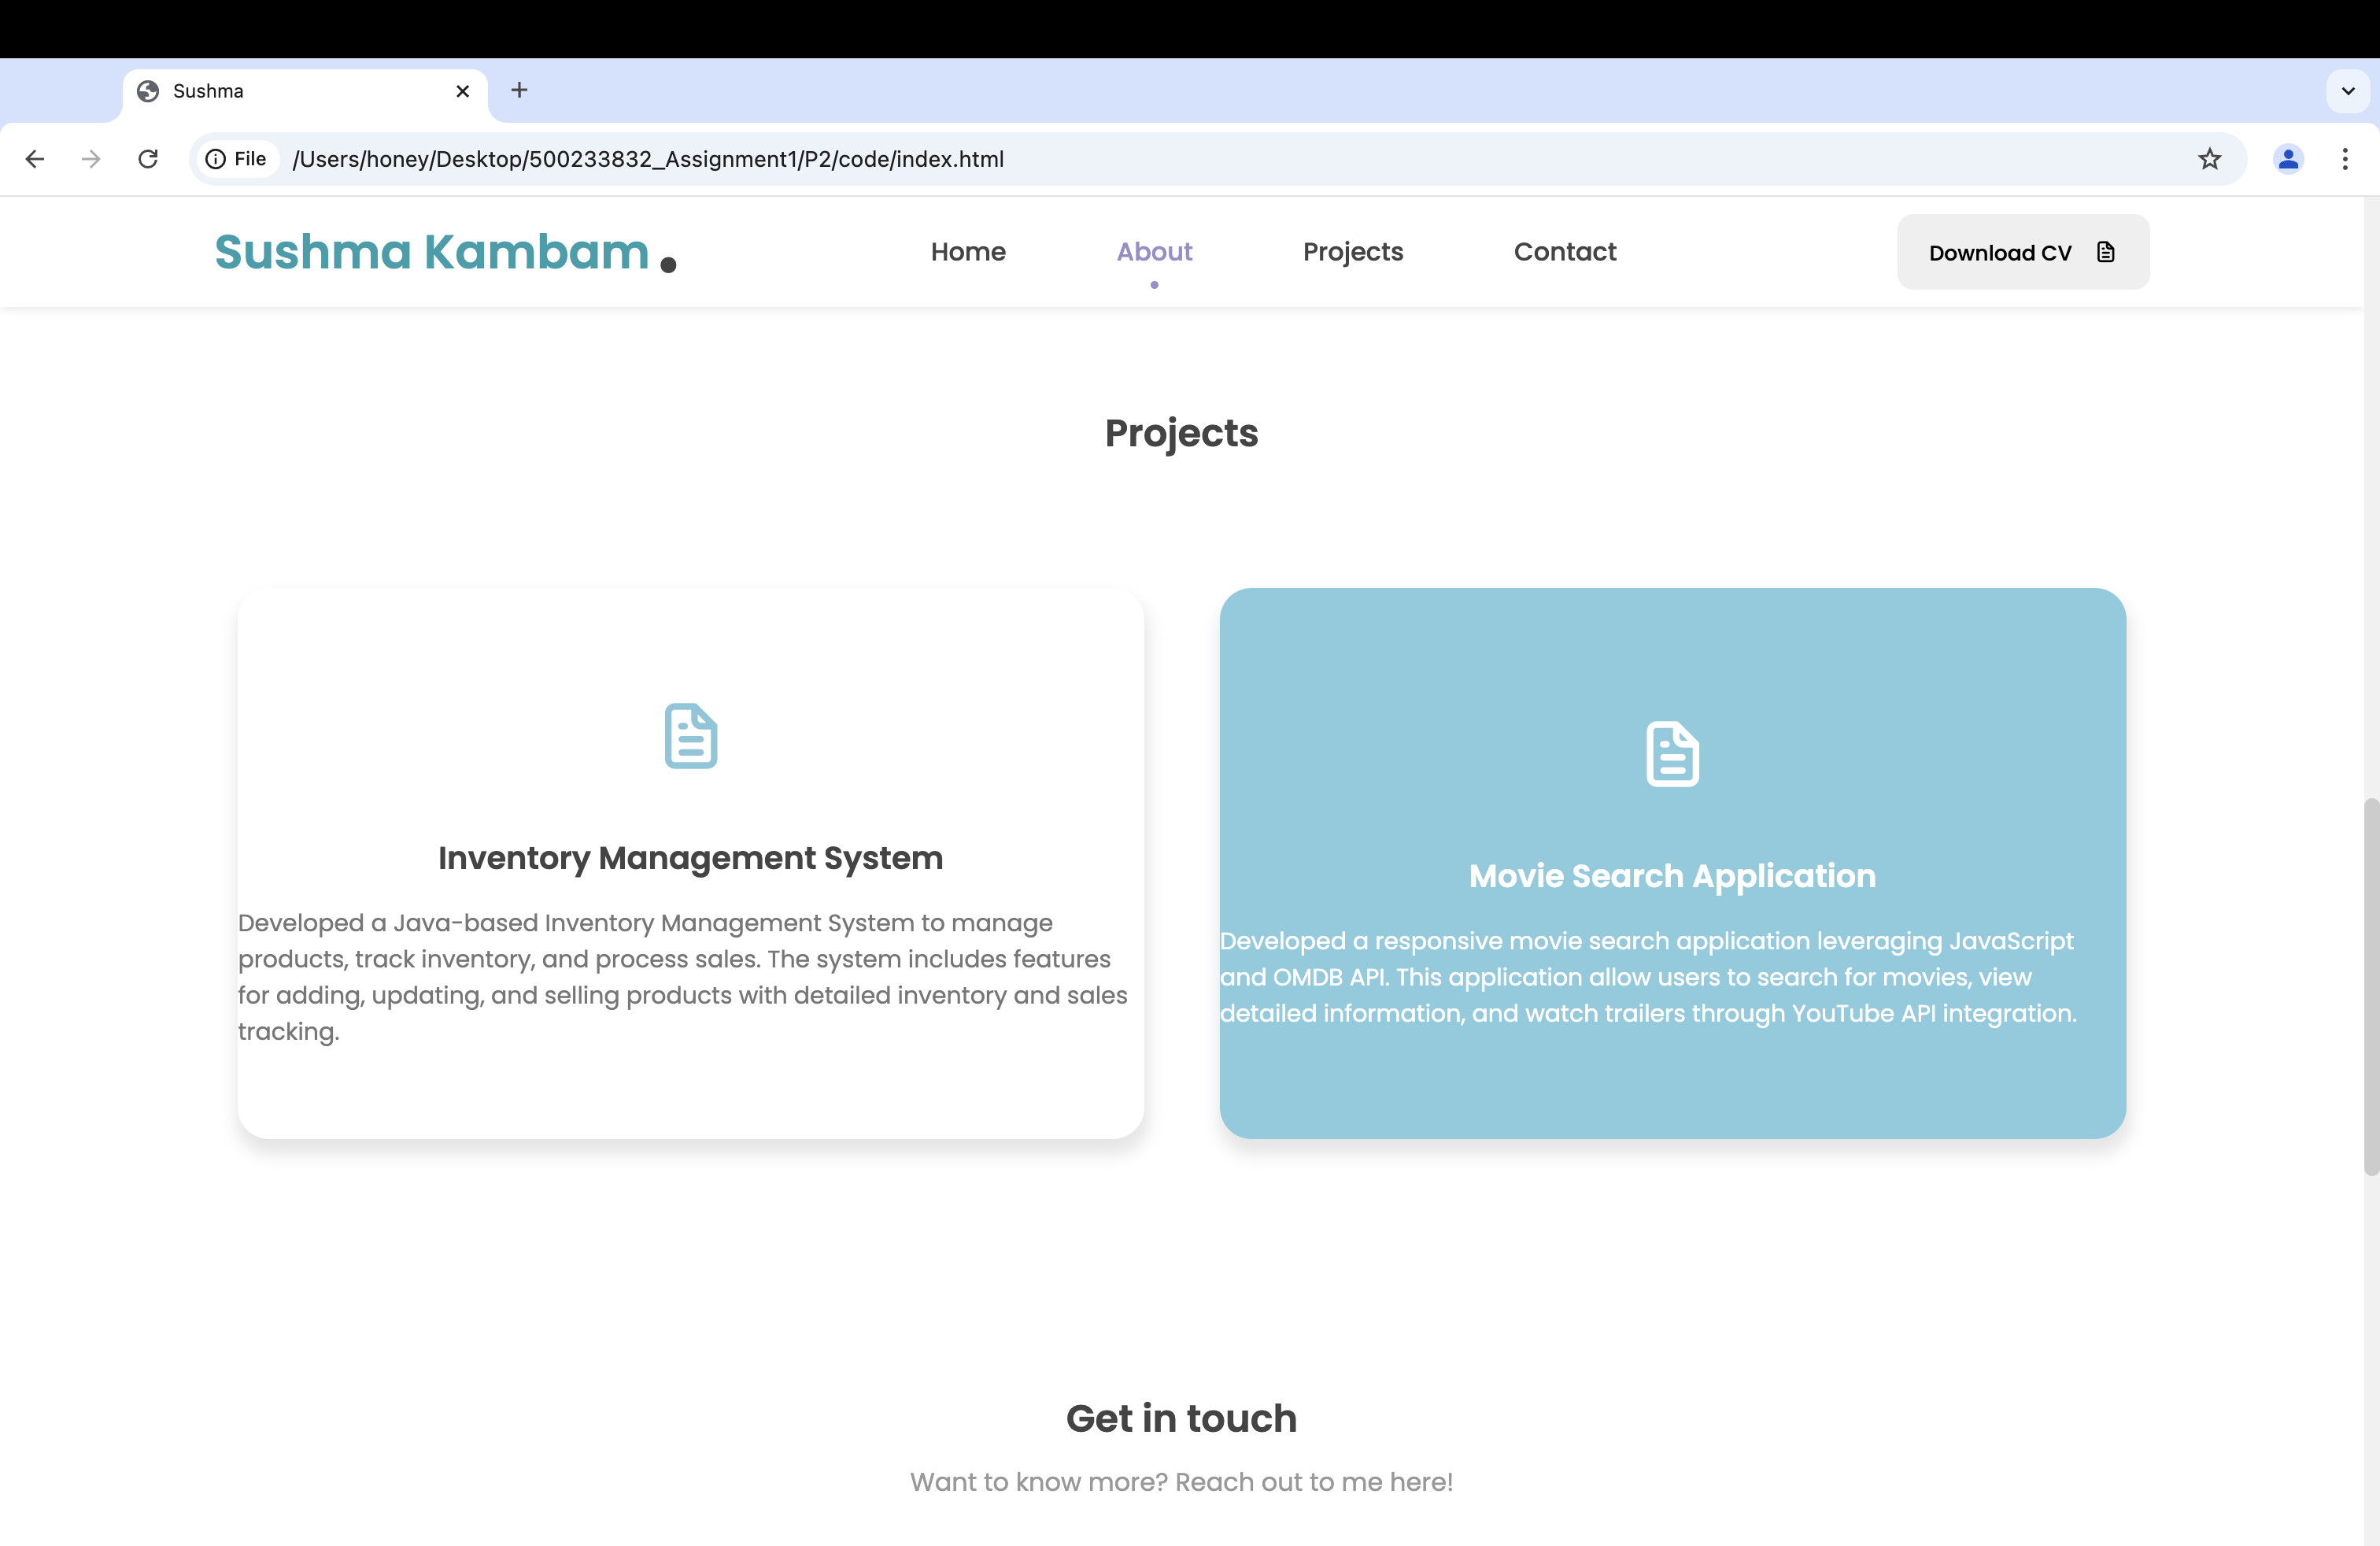 Sushma
File /Users/honey/Desktop/500233832_Assignment1/P2/code/index.html
Sushma Kambam.
Home
About
Projects
Contact
Download CV
Projects
Inventory Management System
Developed a Java-based Inventory Management System to manage
products, track inventory, and process sales. The system includes features
for adding, updating, and selling products with detailed inventory and sales
tracking.
Movie Search Application
Developed a responsive movie search application leveraging JavaScript
and OMDB API. This application allow users to search for movies, view
detailed information, and watch trailers through YouTube API integration.
Get in touch
Want to know more? Reach out to me here!